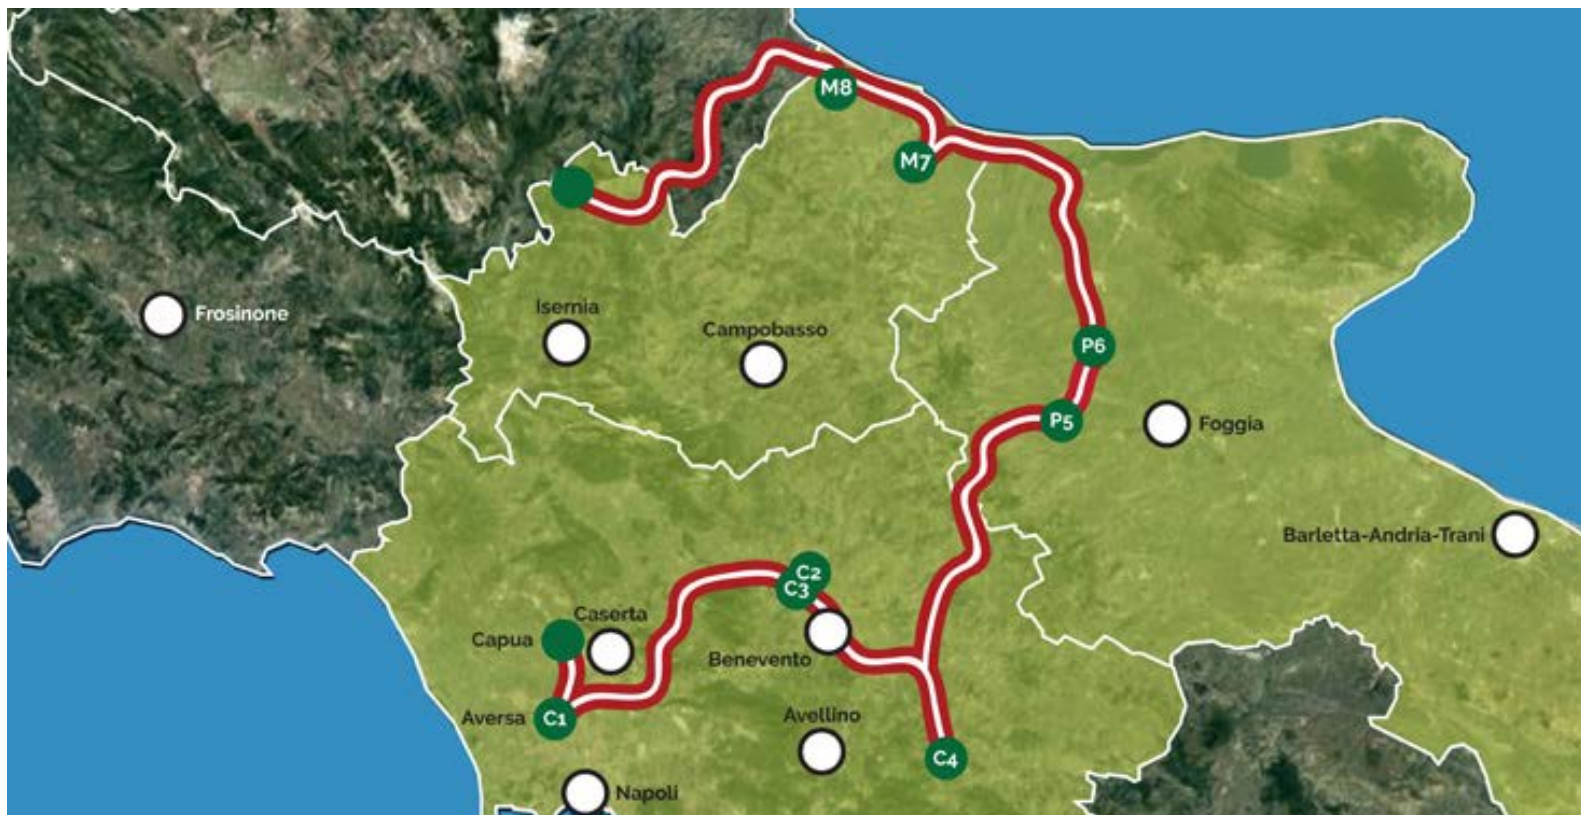 M8
M7
Isernia
Frosinone
Campobasso
P6
P5
Foggia
Barletta-Andria-Trani
C2
C3
Caserta
Capua
Benevento
Aversa
C1
Avellino
C4
Napoli